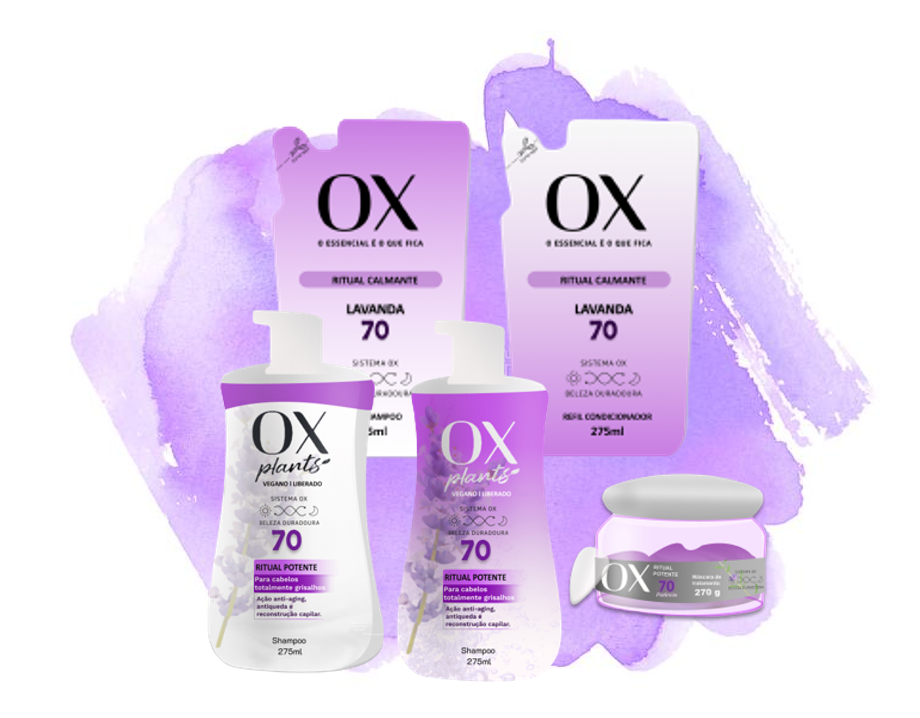 OX
O ESSENCIAL É O QUE FICA
RITUAL CALMANTE
LAVANDA
70
SISTEMA OX
OX
O ESSENCIAL É O QUE FICA
RITUAL CALMANTE
LAVANDA
70
SISTEMA OX
BELEZA DURADOURA
REFIL CONDICIONADOR
275ml
OX
plants
VEGANO | LIBERADO
SISTEMA OX
BELEZA DURADOURA
70
RITUAL POTENTE
Para cabelos
totalmente grisalhos
Ação anti-aging,
antiqueda e
reconstrução capilar.
Shampoo
275ml
OX
plants
VEGANO | LIBERADO
SISTEMA OX
BELEZA DURADOURA
70
RITUAL POTENTE
Para cabelos
totalmente grisalhos
Ação anti-aging,
antiqueda e
reconstrução capilar.
Shampoo
275ml
OX
RITUAL
POTENTE
70
Máscara de
tratamento
270 g